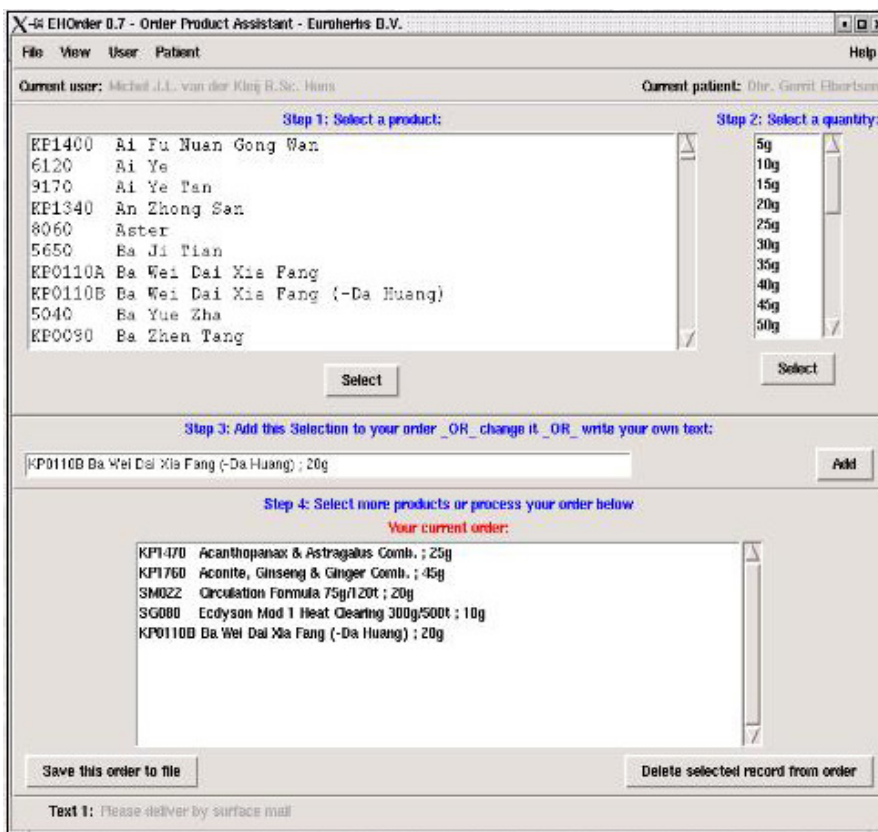 EHOrder 0.7 - Order Product Assistant - Euroherbs B.V.
File View User Patient Help
Current user: Michel J.L. van der Kleij B.Sc. Hons Current patient: Dhr. Gerrit Elbertsen
Step 1: Select a product: Step 2: Select a quantity:
KP1400 Ai Fu Nuan Gong Wan
6120 Ai Ye
9170 Ai Ye Tan
KP1340 An Zhong San
8060 Aster
5650 Ba Ji Tian
KP0110A Ba Wei Dai Xia Fang
KP0110B Ba Wei Dai Xia Fang (-Da Huang)
5040 Ba Yue Zha
KP0090 Ba Zhen Tang
5g
10g
15g
20g
25g
30g
35g
40g
45g
50g
Select
Select
Step 3: Add this Selection to your order _OR_ change it _OR_ write your own text:
KP0110B Ba Wei Dai Xia Fang (-Da Huang) ; 20g Add
Step 4: Select more products or process your order below
Your current order:
KP1470 Acanthopanax & Astragalus Comb. ; 25g
KP1760 Aconite, Ginseng & Ginger Comb. ; 45g
SM022 Circulation Formula 75g/120t ; 20g
SG080 Ecdyson Mod 1 Heat Clearing 300g/500t ; 10g
KP0110B Ba Wei Dai Xia Fang (-Da Huang) ; 20g
Save this order to file Delete selected record from order
Text 1: Please deliver by surface mail